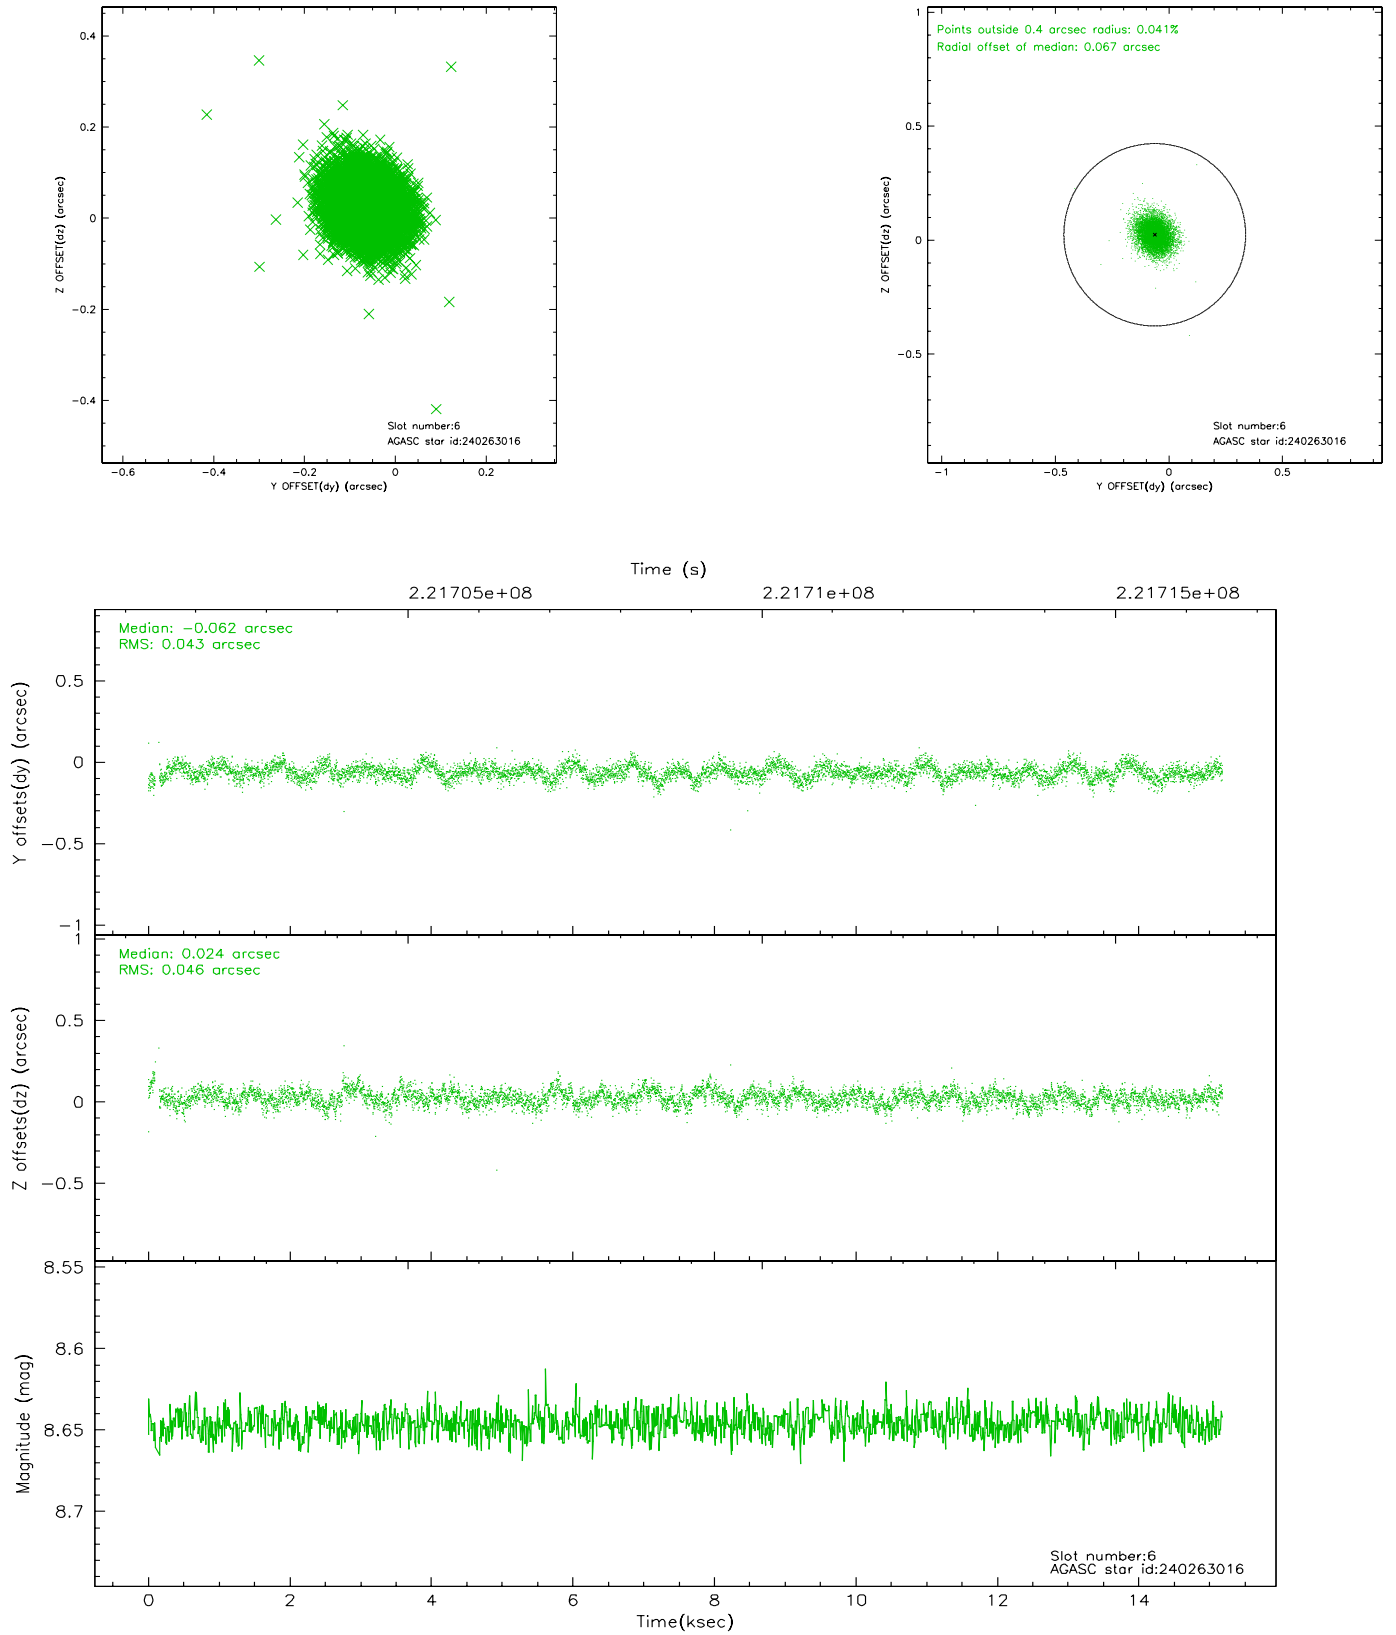 0.4
0.2
0
-0.2
-0.4
Z OFFSET(dz) (arcsec)
Slot number:6
AGASC star id:240263016
-0.6
-0.4
-0.2
0
0.2
Y OFFSET(dy) (arcsec)
Points outside 0.4 arcsec radius: 0.041%
Radial offset of median: 0.067 arcsec
1
0.5
0
-0.5
Z OFFSET(dz) (arcsec)
Slot number:6
AGASC star id:240263016
-1
-0.5
0
0.5
Y OFFSET(dy) (arcsec)
Time (s)
2.21705e+08
2.2171e+08
2.21715e+08
Median: -0.062 arcsec
RMS: 0.043 arcsec
0.5
0
-0.5
-1
Y offsets(dy) (arcsec)
Median: 0.024 arcsec
RMS: 0.046 arcsec
1
0.5
0
-0.5
Z offsets(dz) (arcsec)
8.55
8.6
8.65
8.7
Magnitude (mag)
Slot number:6
AGASC star id:240263016
0
2
4
6
8
10
12
14
Time(ksec)